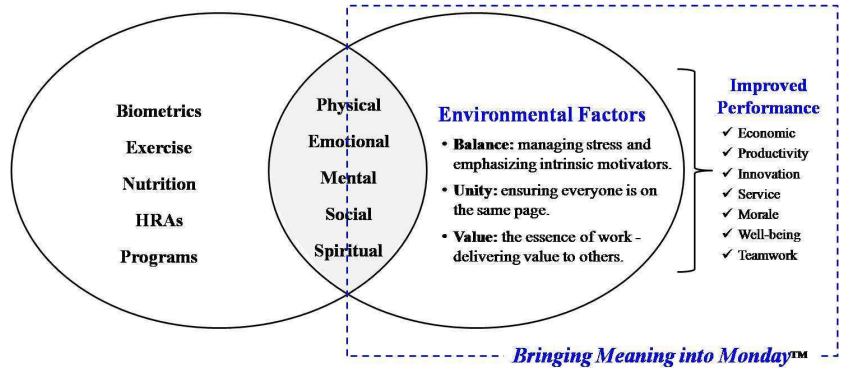 Biometrics
Exercise
Nutrition
HRAs
Programs
Physical
Emotional
Mental
Social
Spiritual
Environmental Factors
• Balance: managing stress and
emphasizing intrinsic motivators.
• Unity: ensuring everyone is on
the same page.
• Value: the essence of work -
delivering value to others.
Improved
Performance
✓ Economic
✓ Productivity
✓ Innovation
✓ Service
✓ Morale
✓ Well-being
✓ Teamwork
Bringing Meaning into Monday™